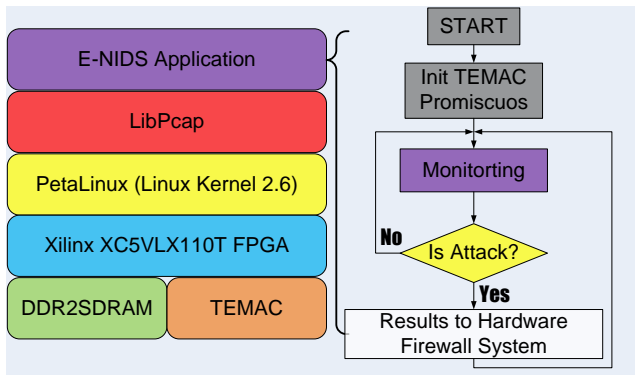 E-NIDS Application
LibPcap
PetaLinux (Linux Kernel 2.6)
Xilinx XC5VLX110T FPGA
DDR2SDRAM
TEMAC
START
Init TEMAC
Promiscuos
Monitorting
Is Attack?
No
Yes
Results to Hardware
Firewall System